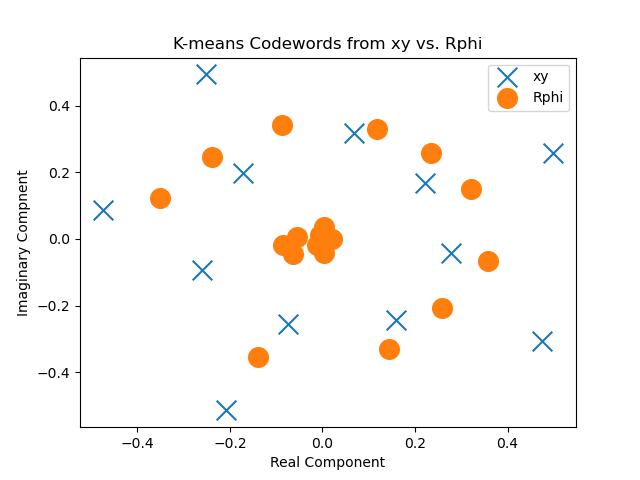 K-means Codewords from xy vs. Rphi
xy
Rphi
Imaginary Compnent
0.4
0.2
0.0
−0.2
−0.4
−0.4
−0.2
0.0
0.2
0.4
Real Component